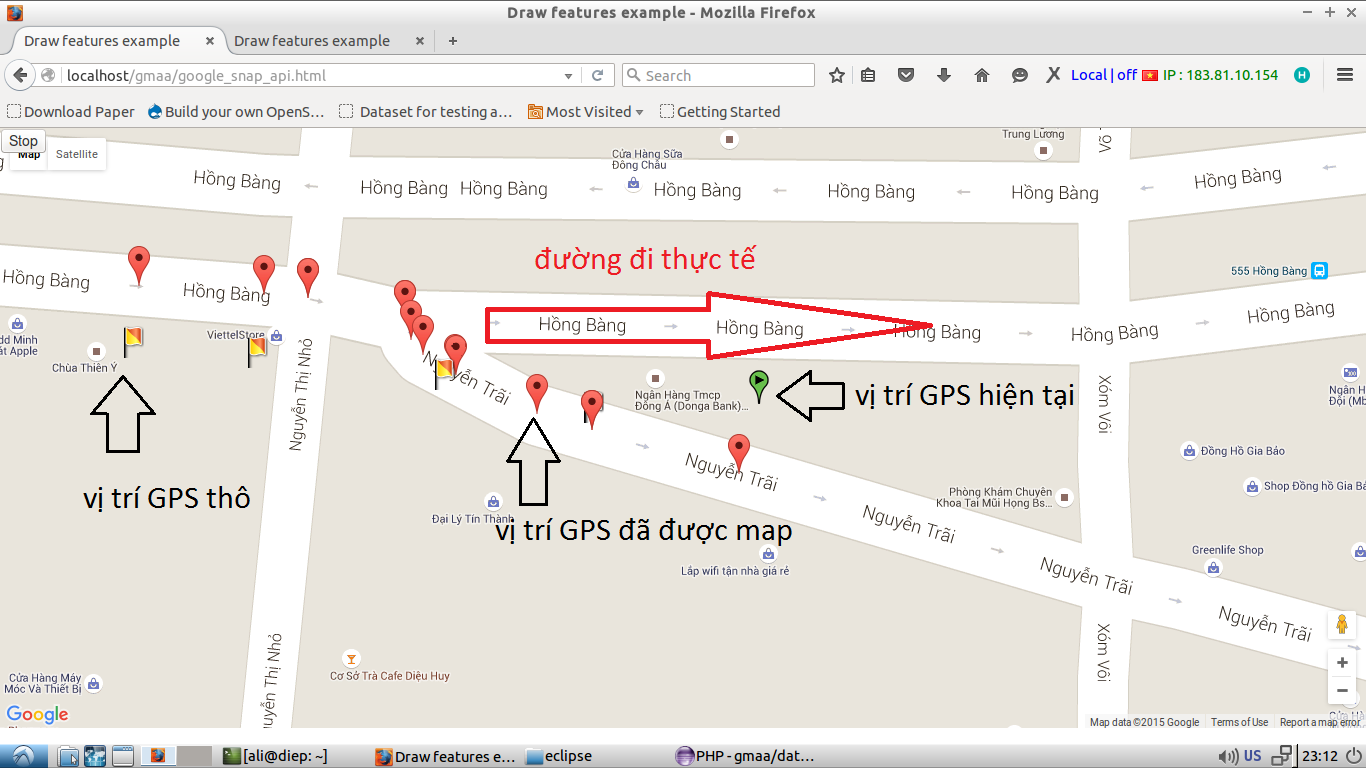 Draw features example - Mozilla Firefox
Draw features example
Draw features example
localhost/gmaa/google_snap_api.html
Search
Local | off
IP : 183.81.10.154
H
Download Paper
Build your own OpenS...
Dataset for testing a...
Most Visited
Getting Started
Stop
Map
Satellite
Trung Lương
Cửa Hàng Sữa
Đông Châu
Hồng Bàng
Hồng Bàng
Hồng Bàng
Hồng Bàng
Hồng Bàng
Hồng Bàng
Hồng Bàng
đường đi thực tế
555 Hồng Bàng
Hồng Bàng
Hồng Bàng
Hồng Bàng
Hồng Bàng
Hồng Bàng
Hồng Bàng
Hồng Bàng
ViettelStore
Chùa Thiên Ý
Nguyễn Thị Nhỏ
Nguyễn Trãi
Ngân Hàng Tmcp
Đông Á (Donga Bank)...
vị trí GPS hiện tại
Xóm Vôi
Ngân H
Đội (Mb
Đồng Hồ Gia Bảo
Shop Đồng hồ Gia Bả
vị trí GPS thô
Nguyễn Trãi
Phòng Khám Chuyên
Khoa Tai Mũi Họng Bs...
Đại Lý Tín Thành
vị trí GPS đã được map
Nguyễn Trãi
Greenlife Shop
Lắp wifi tận nhà giá rẻ
Nguyễn Trãi
Nguyễn Trãi
Xóm Vôi
Nguyễn Thị Nhỏ
Cơ Sở Trà Cafe Diệu Huy
Cửa Hàng Máy
Móc Và Thiết Bị
Google
Map data ©2015 Google
Terms of Use
Report a map error
[ali@diep: ~]
Draw features e...
eclipse
PHP - gmaa/dat...
US
23:12